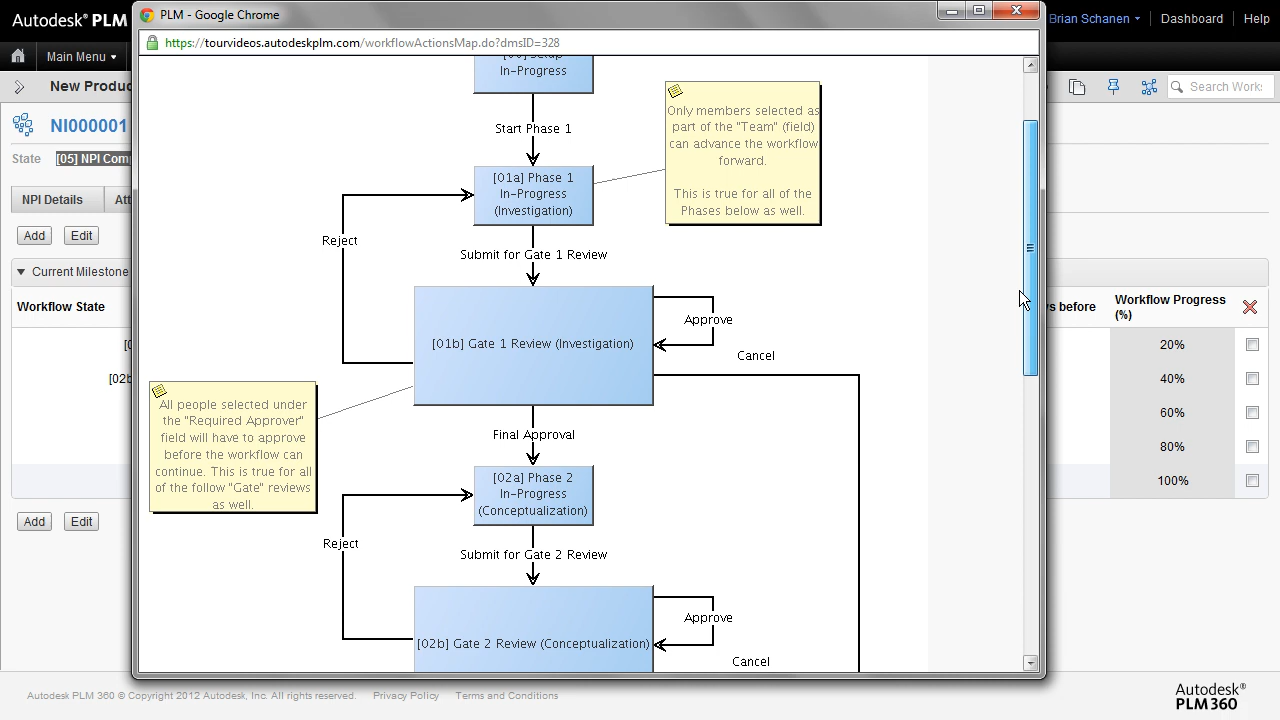 Autodesk® PLM
PLM - Google Chrome
Brian Schanen
Dashboard
Help
https://tourvideos.autodeskplm.com/workflowActionsMap.do?dmsID=328
Main Menu
New Produc
Search Works
NI000001
State
[05] NPI Comp
NPI Details
Att
Add
Edit
Current Milestone
Workflow State
[0
[02b
Add
Edit
In-Progress
Start Phase 1
Only members selected as
part of the "Team" (field)
can advance the workflow
forward.
This is true for all of the
Phases below as well.
[01a] Phase 1
In-Progress
(Investigation)
Reject
Submit for Gate 1 Review
[01b] Gate 1 Review (Investigation)
Approve
Cancel
All people selected under
the "Required Approver"
field will have to approve
before the workflow can
continue. This is true for all
of the follow "Gate" reviews
as well.
Final Approval
[02a] Phase 2
In-Progress
(Conceptualization)
Reject
Submit for Gate 2 Review
[02b] Gate 2 Review (Conceptualization)
Approve
Cancel
s before
Workflow Progress
(%)
20%
40%
60%
80%
100%
Autodesk PLM 360 © Copyright 2012 Autodesk, Inc. All rights reserved.
Privacy Policy
Terms and Conditions
Autodesk®
PLM 360